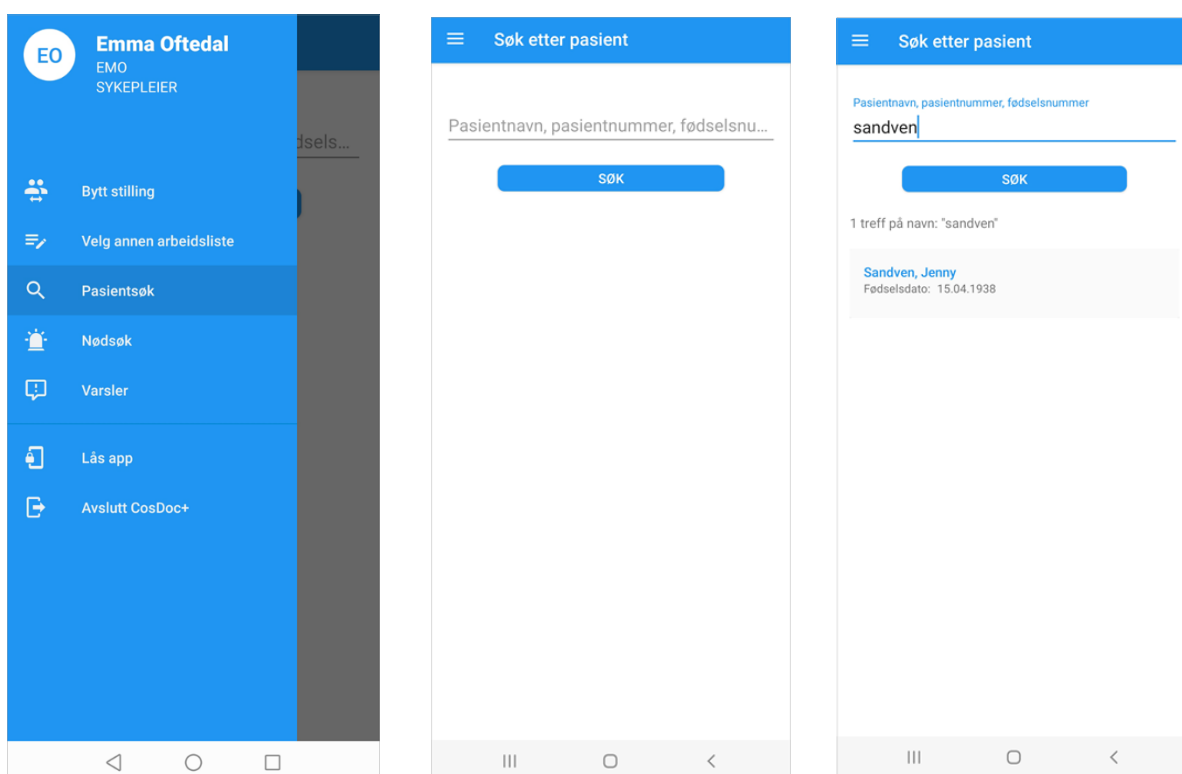 EO
Emma Oftedal
EMO
SYKEPLEIER
dsels...
Bytt stilling
Velg annen arbeidsliste
Pasientsøk
Nødsøk
Varsler
Lås app
Avslutt CosDoc+
Søk etter pasient
Pasientnavn, pasientnummer, fødselsnu...
SØK
Søk etter pasient
Pasientnavn, pasientnummer, fødselsnummer
sandven
SØK
1 treff på navn: "sandven"
Sandven, Jenny
Fødselsdato: 15.04.1938